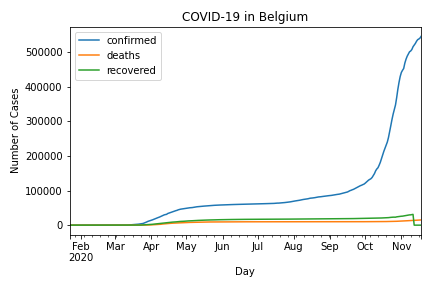 COVID-19 in Belgium
confirmed
deaths
recovered
Number of Cases
500000
400000
300000
200000
100000
0
Feb Mar Apr May Jun Jul Aug Sep Oct Nov
2020
Day